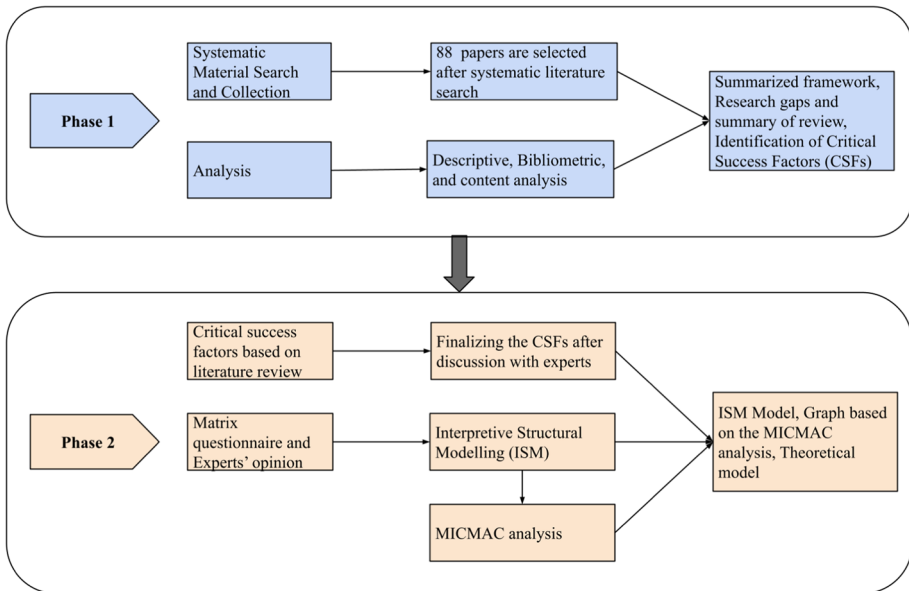 Phase 1
Systematic
Material Search
and Collection
88 papers are selected
after systematic literature
search
Analysis
Descriptive, Bibliometric,
and content analysis
Summarized framework,
Research gaps and
summary of review,
Identification of Critical
Success Factors (CSFs)
Phase 2
Critical success
factors based on
literature review
Finalizing the CSFs after
discussion with experts
Matrix
questionnaire and
Experts' opinion
Interpretive Structural
Modelling (ISM)
MICMAC analysis
ISM Model, Graph based
on the MICMAC
analysis, Theoretical
model